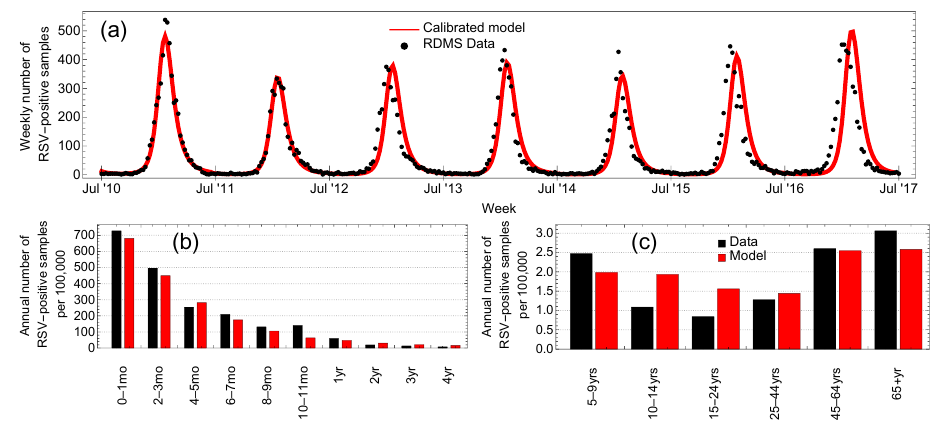 (a)
Calibrated model
RDMS Data
Weekly number of
RSV−positive samples
500
400
300
200
100
0
Jul '10
Jul '11
Jul '12
Jul '13
Jul '14
Jul '15
Jul '16
Jul '17
Week
(b)
Annual number of
RSV−positive samples
per 100,000
700
600
500
400
300
200
100
0
0−1mo
2−3mo
4−5mo
6−7mo
8−9mo
10−11mo
1yr
2yr
3yr
4yr
(c)
Data
Model
Annual number of
RSV−positive samples
per 100,000
3.0
2.5
2.0
1.5
1.0
0.5
0.0
5−9yrs
10−14yrs
15−24yrs
25−44yrs
45−64yrs
65+yr